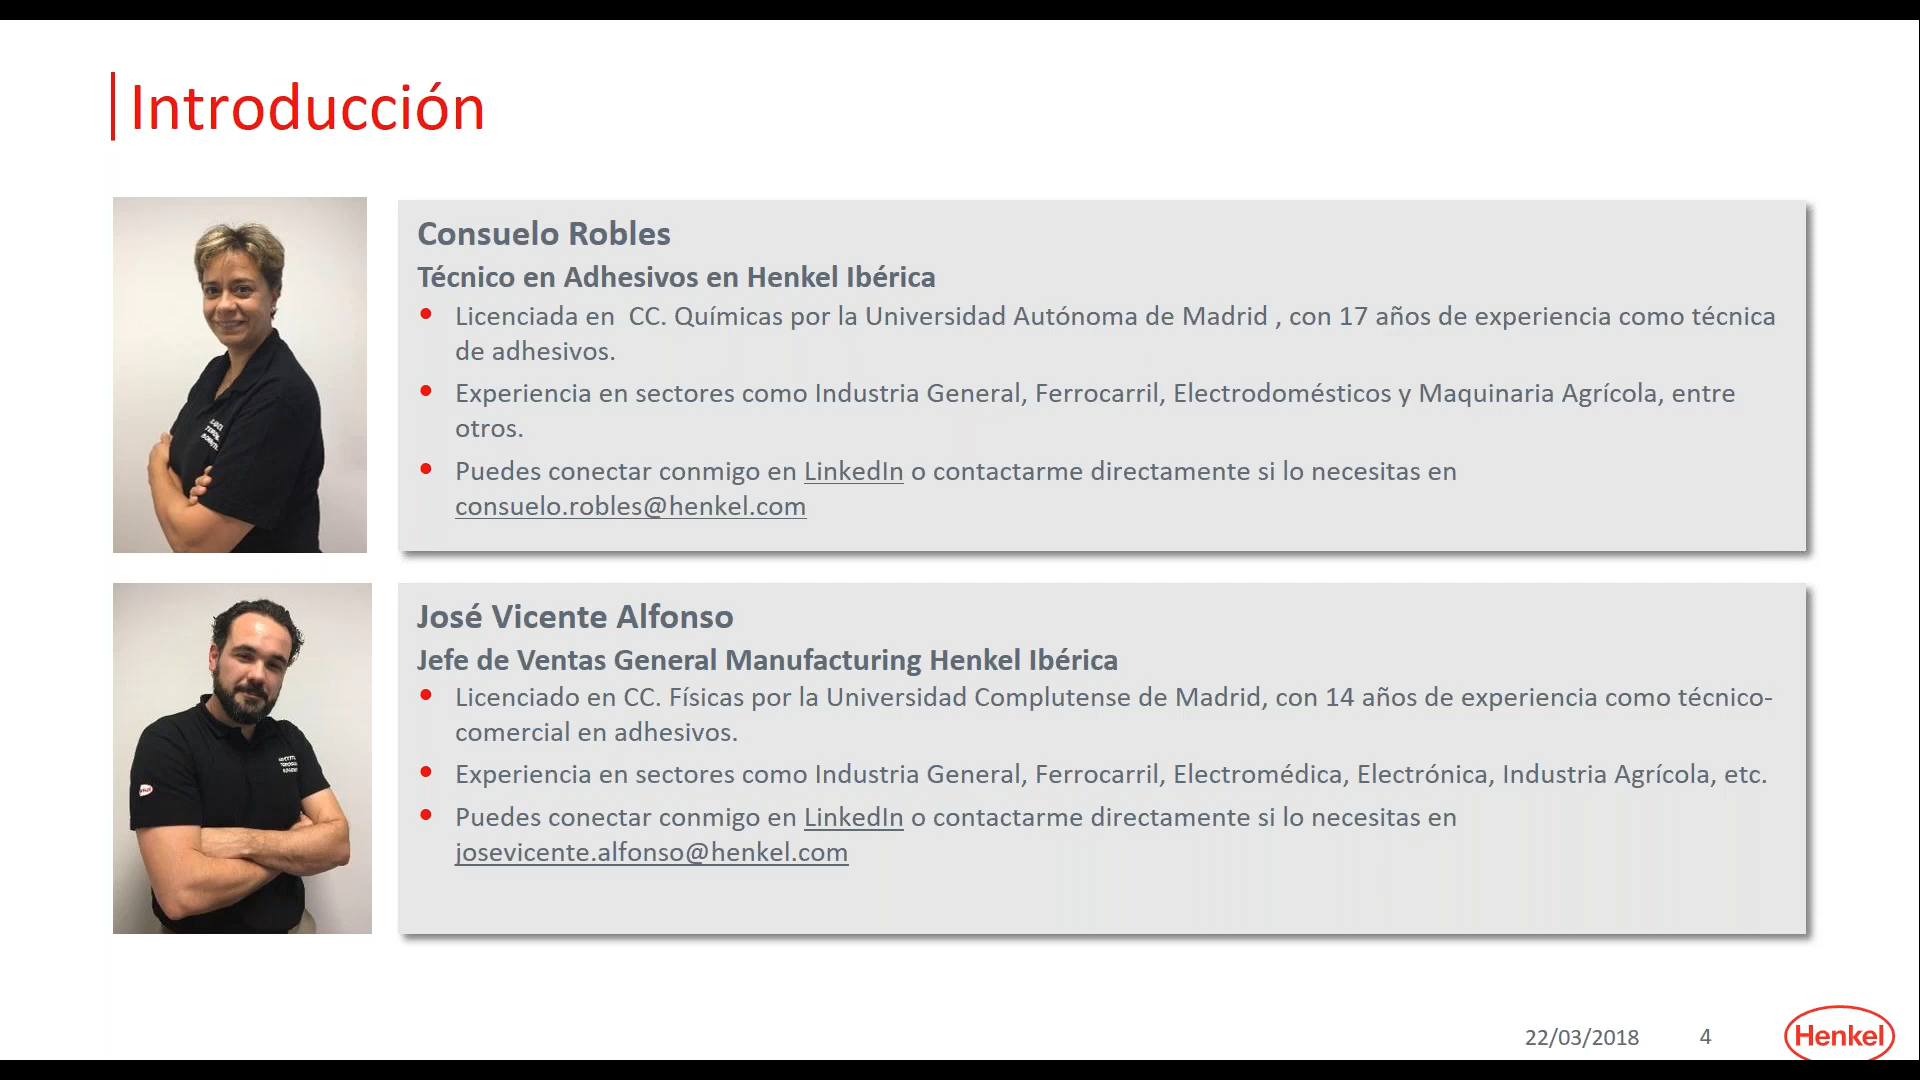 Introducción
Consuelo Robles
Técnico en Adhesivos en Henkel Ibérica
Licenciada en  CC. Químicas por la Universidad Autónoma de Madrid , con 17 años de experiencia como técnica
de adhesivos.
Experiencia en sectores como Industria General, Ferrocarril, Electrodomésticos y Maquinaria Agrícola, entre
otros.
Puedes conectar conmigo en LinkedIn o contactarme directamente si lo necesitas en
consuelo.robles@henkel.com
José Vicente Alfonso
Jefe de Ventas General Manufacturing Henkel Ibérica
Licenciado en CC. Físicas por la Universidad Complutense de Madrid, con 14 años de experiencia como técnico-
comercial en adhesivos.
Experiencia en sectores como Industria General, Ferrocarril, Electromédica, Electrónica, Industria Agrícola, etc.
Puedes conectar conmigo en LinkedIn o contactarme directamente si lo necesitas en
josevicente.alfonso@henkel.com
22/03/2018 4 Henkel